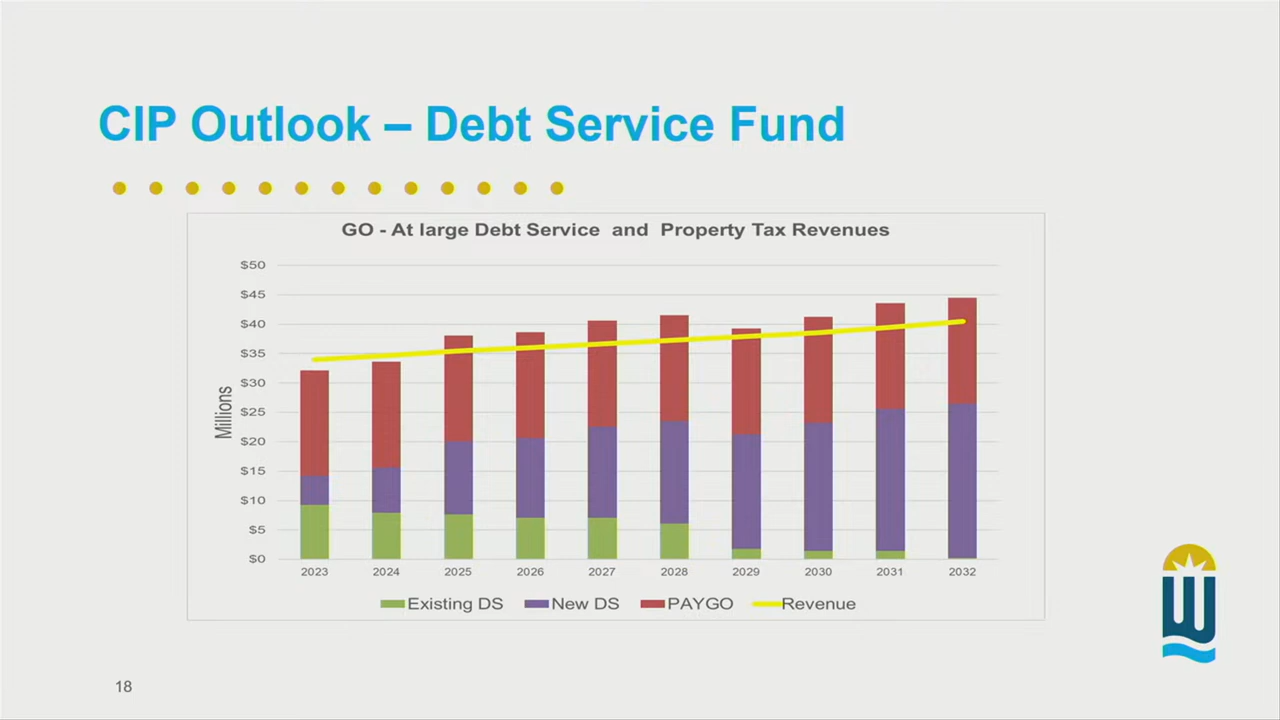 CIP Outlook – Debt Service Fund
GO - At large Debt Service and Property Tax Revenues
$50
$45
$40
$35
$30
$25
$20
$15
$10
$5
$0
Millions
2023 2024 2025 2026 2027 2028 2029 2030 2031 2032
Existing DS New DS PAYGO Revenue
W
18